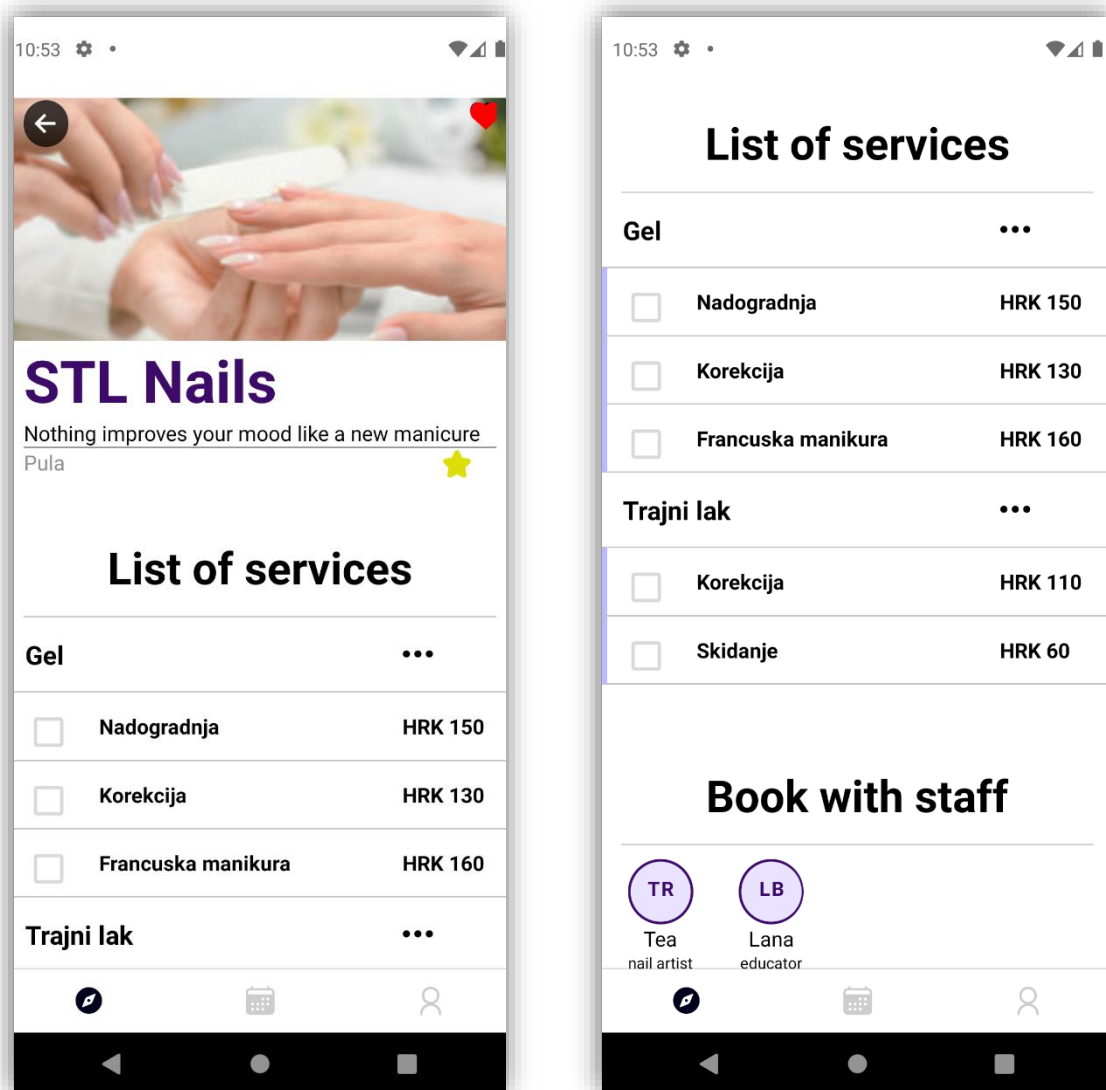 10:53
STL Nails
Nothing improves your mood like a new manicure
Pula
List of services
Gel
Nadogradnja HRK 150
Korekcija HRK 130
Francuska manikura HRK 160
Trajni lak
10:53
List of services
Gel
Nadogradnja HRK 150
Korekcija HRK 130
Francuska manikura HRK 160
Trajni lak
Korekcija HRK 110
Skidanje HRK 60
Book with staff
TR LB
Tea Lana
nail artist educator